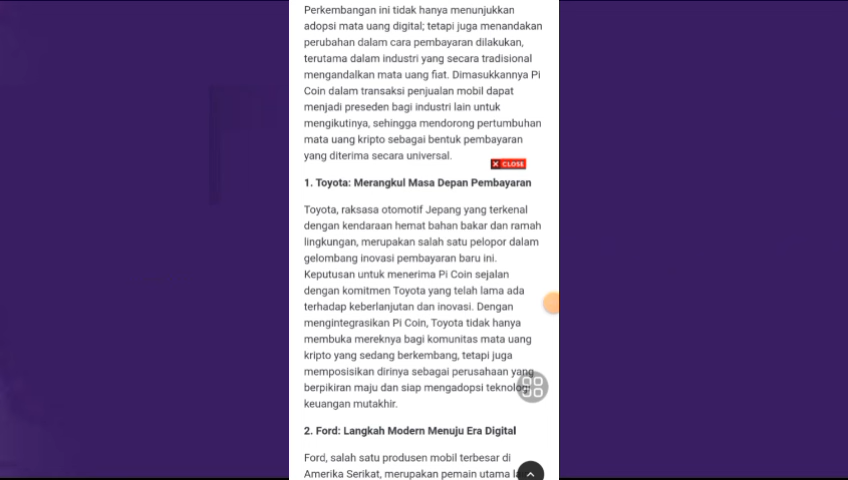 Perkembangan ini tidak hanya menunjukkan
adopsi mata uang digital; tetapi juga menandakan
perubahan dalam cara pembayaran dilakukan,
terutama dalam industri yang secara tradisional
mengandalkan mata uang fiat. Dimasukkannya Pi
Coin dalam transaksi penjualan mobil dapat
menjadi preseden bagi industri lain untuk
mengikutinya, sehingga mendorong pertumbuhan
mata uang kripto sebagai bentuk pembayaran
yang diterima secara universal.
X CLOSE
1. Toyota: Merangkul Masa Depan Pembayaran
Toyota, raksasa otomotif Jepang yang terkenal
dengan kendaraan hemat bahan bakar dan ramah
lingkungan, merupakan salah satu pelopor dalam
gelombang inovasi pembayaran baru ini.
Keputusan untuk menerima Pi Coin sejalan
dengan komitmen Toyota yang telah lama ada
terhadap keberlanjutan dan inovasi. Dengan
mengintegrasikan Pi Coin, Toyota tidak hanya
membuka mereknya bagi komunitas mata uang
kripto yang sedang berkembang, tetapi juga
memposisikan dirinya sebagai perusahaan yang
berpikiran maju dan siap mengadopsi teknologi
keuangan mutakhir.
2. Ford: Langkah Modern Menuju Era Digital
Ford, salah satu produsen mobil terbesar di
Amerika Serikat, merupakan pemain utama